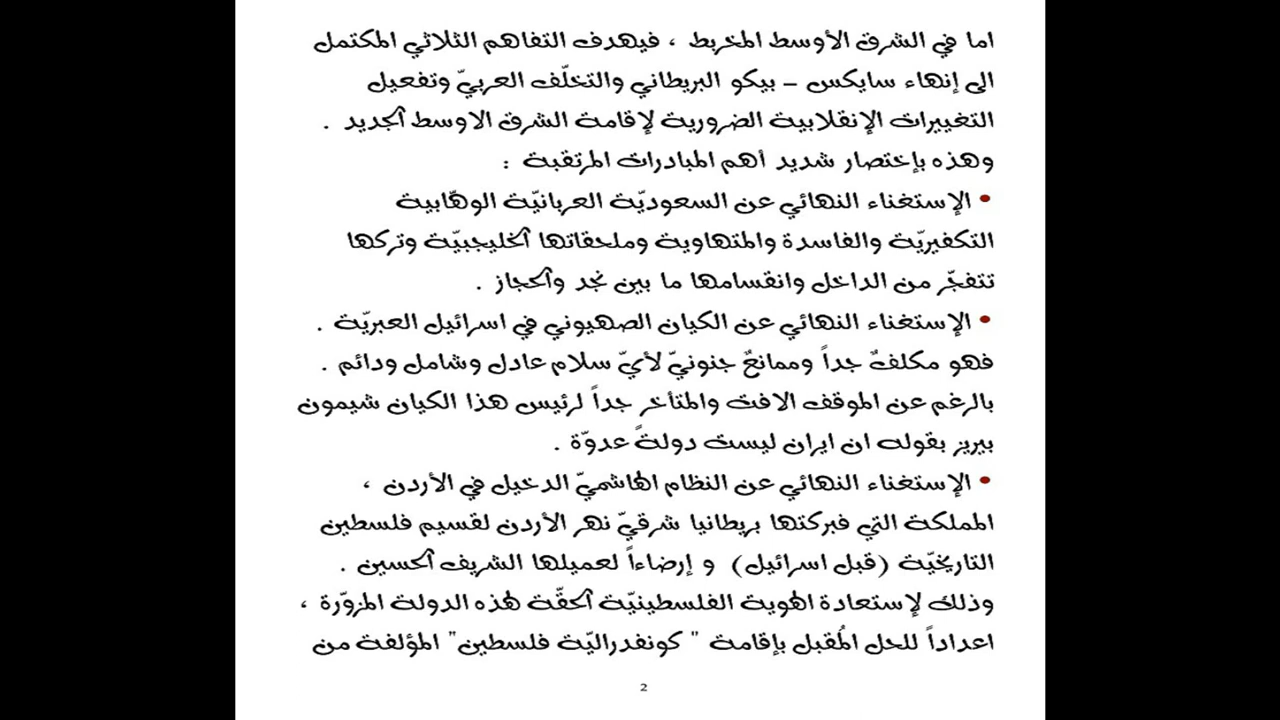 اما في الشرق الأوسط المخربط ، فيهدف التفاهم الثلاثي المكتمل
الى إنهاء سايكس – بيكو البريطاني والتخلّف العربيّ وتفعيل
التغييرات الإنقلابية الضرورية لإقامة الشرق الاوسط الجديد .
وهذه بإختصار شديد أهم المبادرات المرتقبة :
• الإستغناء النهائي عن السعوديّة العربانيّة الوهّابية
التكفيريّة والفاسدة والمتهاوية وملحقاتها الخليجبيّة وتركها
تتفجّر من الداخل وانقسامها ما بين نجد والحجاز .
• الإستغناء النهائي عن الكيان الصهيوني في اسرائيل العبريّة .
فهو مكلفٌ جداً وممانعٌ جنونيّ لأيّ سلام عادل وشامل ودائم .
بالرغم عن الموقف الافت والمتأخر جداً لرئيس هذا الكيان شيمون
بيريز بقوله ان ايران ليست دولةً عدوّة .
• الإستغناء النهائي عن النظام الهاشميّ الدخيل في الأردن ،
المملكة التي فبركتها بريطانيا شرقيّ نهر الأردن لقسيم فلسطين
التاريخيّة (قبل اسرائيل) و إرضاءاً لعميلها الشريف الحسين .
وذلك لإستعادة الهوية الفلسطينيّة الحقّة لهذه الدولة المزوّرة ،
اعداداً للحل المُقبل بإقامة " كونفدراليّة فلسطين" المؤلفة من
2